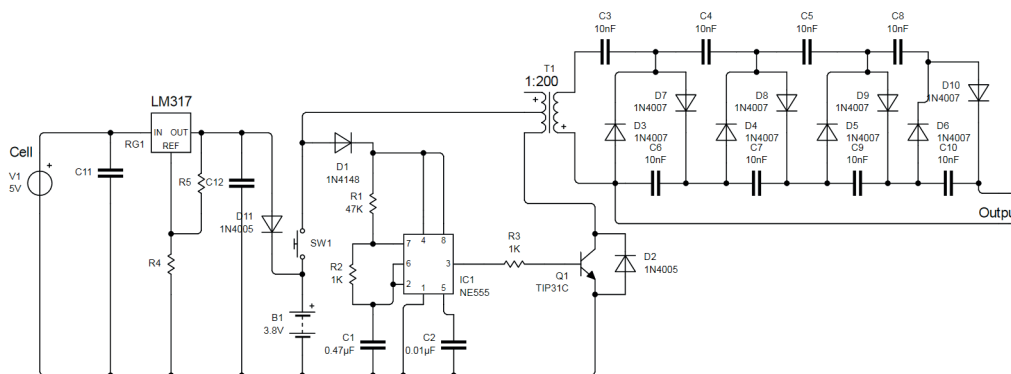 C3
10nF
C4
10nF
C5
10nF
C8
10nF
T1
1:200
+
+
D7
1N4007
D8
1N4007
D9
1N4007
D10
1N4007
D3
1N4007
D4
1N4007
D5
1N4007
D6
1N4007
C6
10nF
C7
10nF
C9
10nF
C10
10nF
Output
LM317
IN OUT
REF
RG1
Cell
+
V1
5V
C11
R5
C12
R4
D11
1N4005
D1
1N4148
R1
47K
SW1
R2
1K
7
4
8
6
3
2
1
5
IC1
NE555
R3
1K
Q1
TIP31C
D2
1N4005
B1
3.8V
+
C1
0.47µF
C2
0.01µF